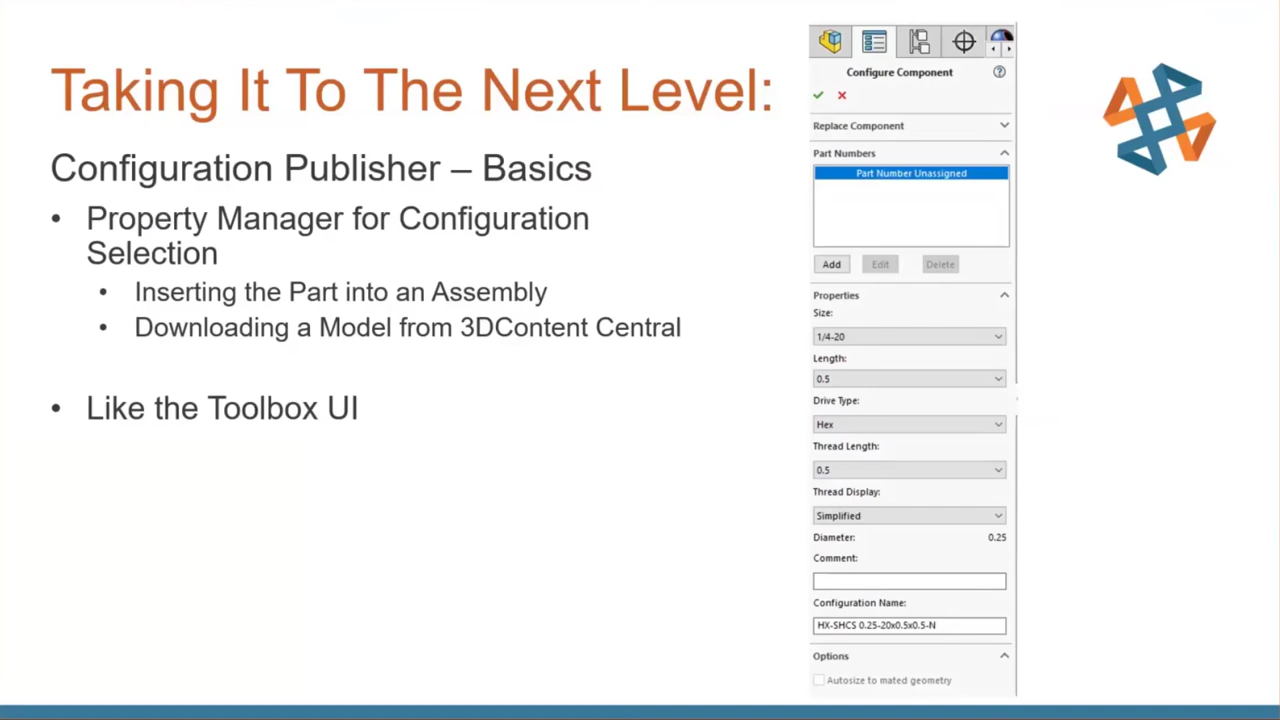 Taking It To The Next Level:
Configuration Publisher – Basics
• Property Manager for Configuration
Selection
• Inserting the Part into an Assembly
• Downloading a Model from 3DContent Central
• Like the Toolbox UI
Configure Component
Replace Component
Part Numbers
Part Number Unassigned
Add Edit Delete
Properties
Size:
1/4-20
Length:
0.5
Drive Type:
Hex
Thread Length:
0.5
Thread Display:
Simplified
Diameter: 0.25
Comment:
Configuration Name:
HX-SHCS 0.25-20x0.5x0.5-N
Options
Autosize to mated geometry